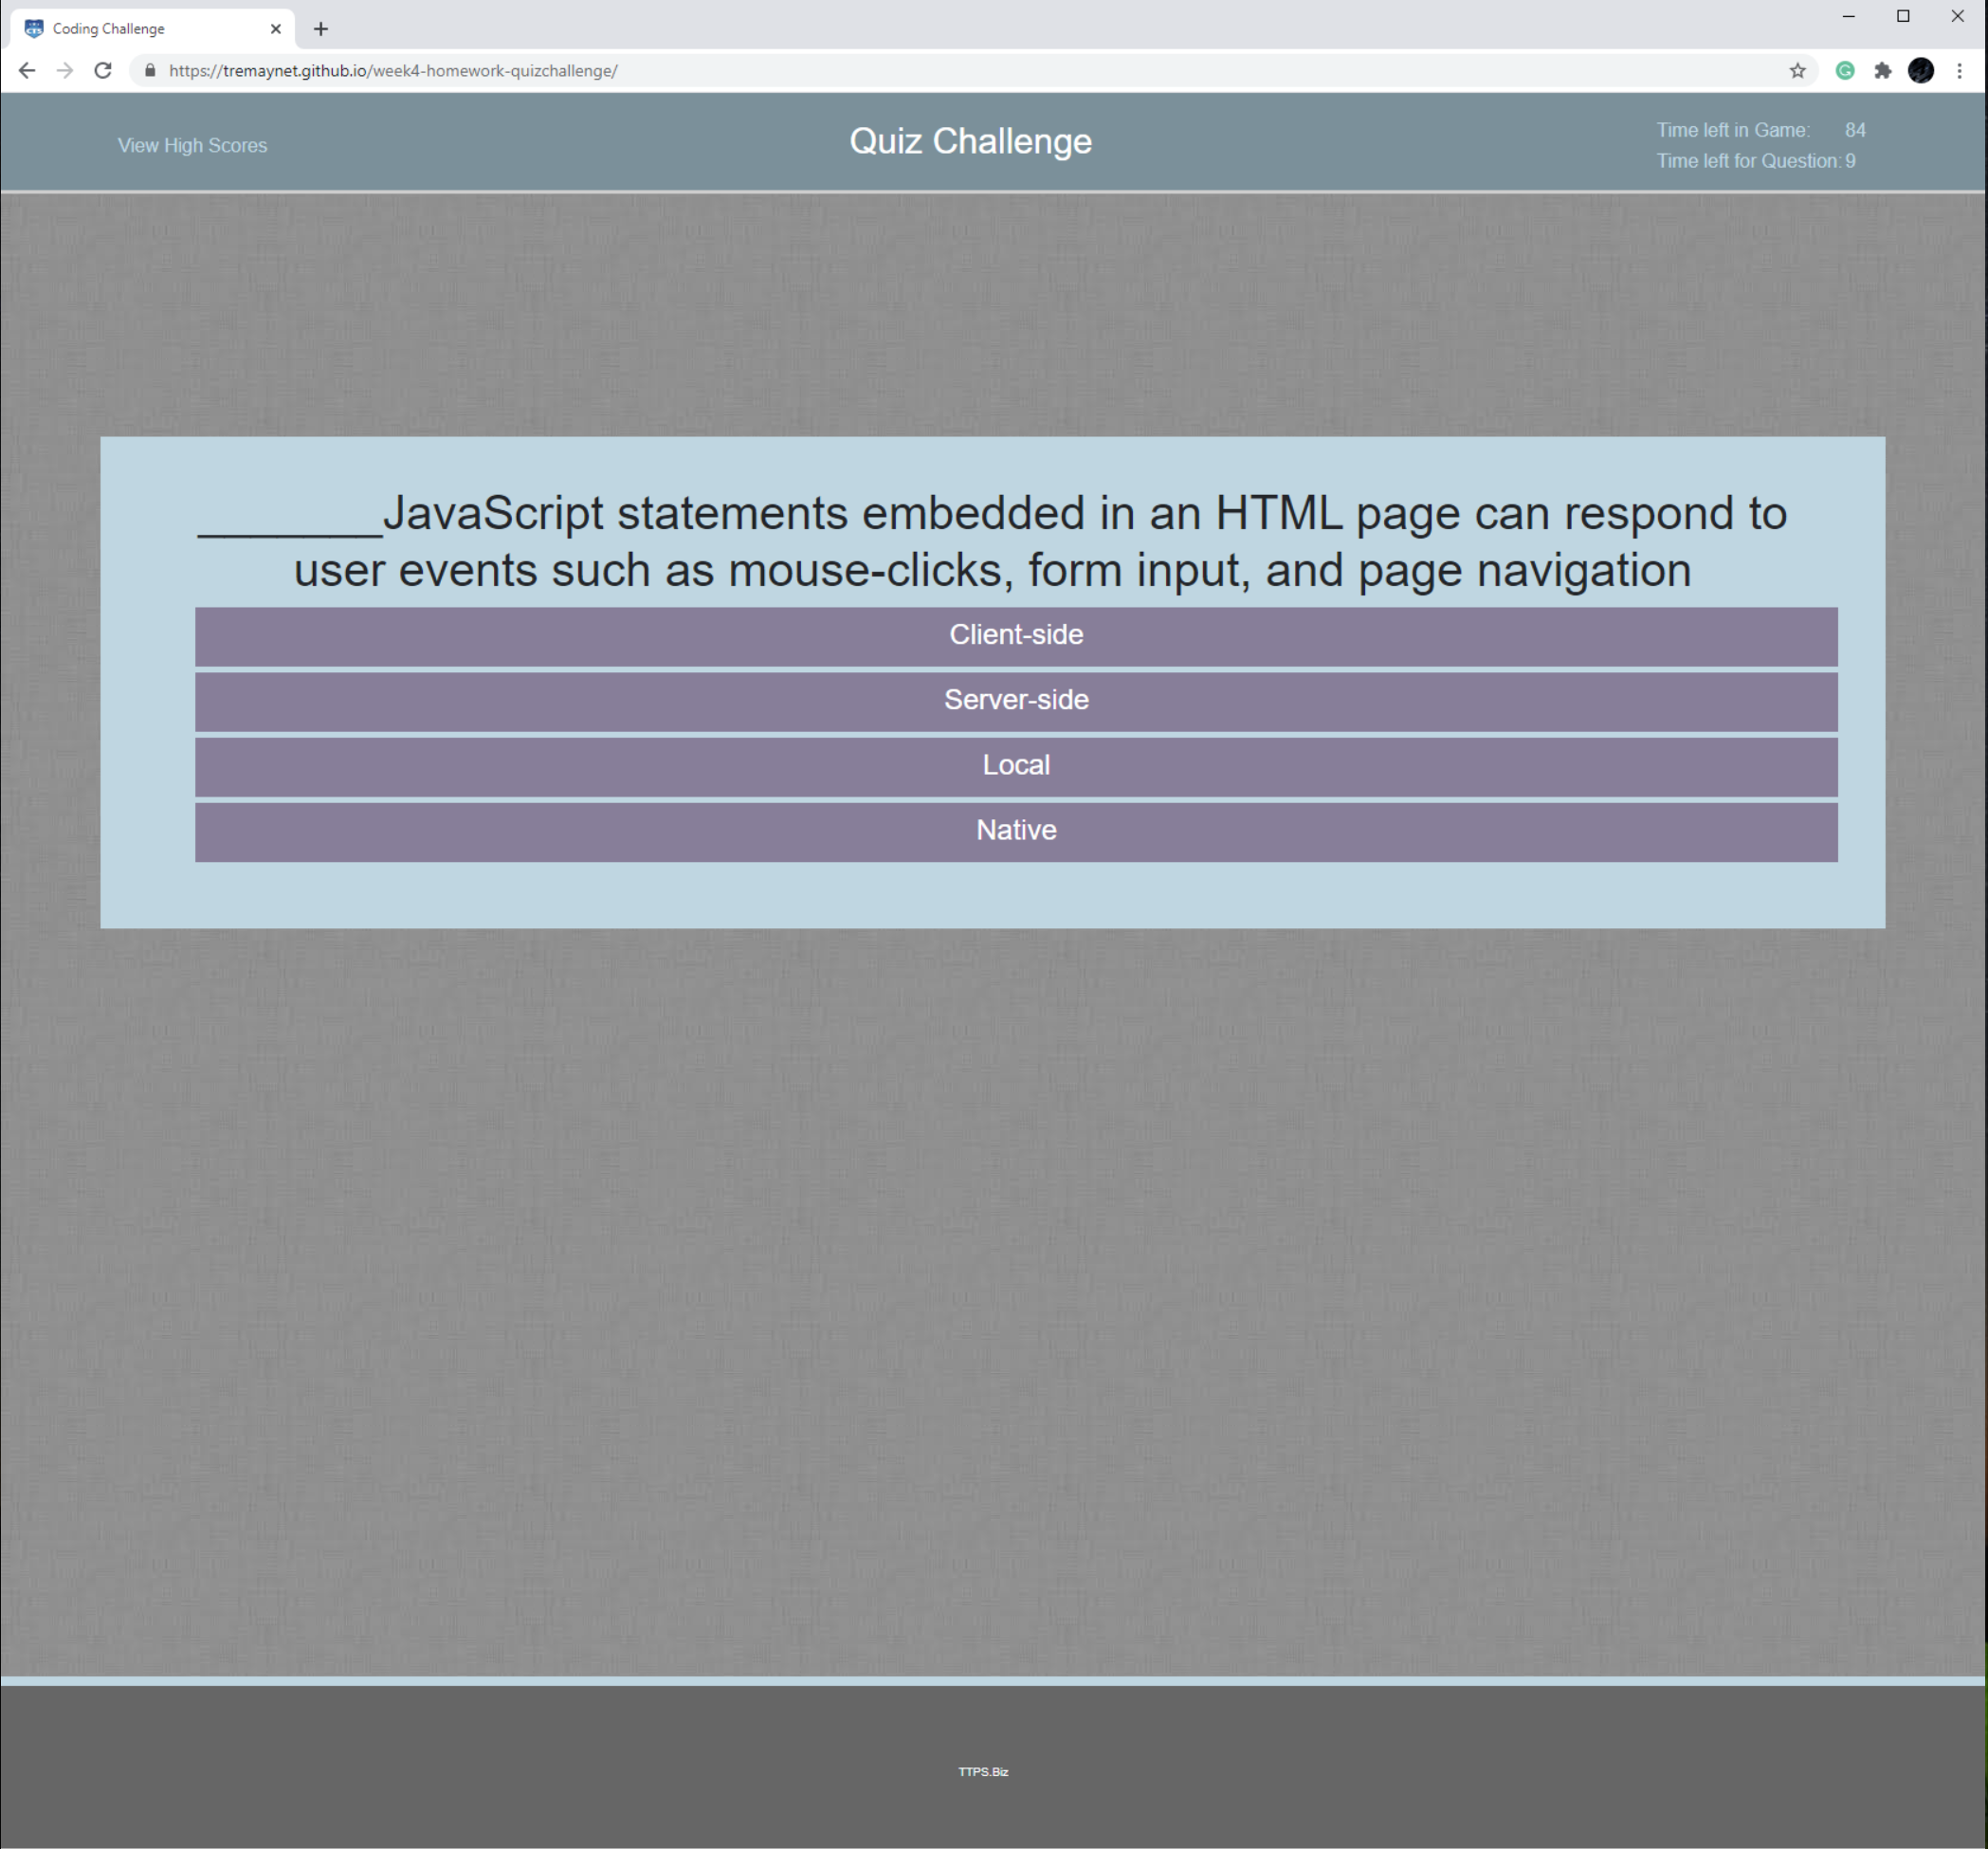 CTS
Coding Challenge
https://tremaynet.github.io/week4-homework-quizchallenge/
View High Scores
Quiz Challenge
Time left in Game: 84
Time left for Question: 9
_______JavaScript statements embedded in an HTML page can respond to
user events such as mouse-clicks, form input, and page navigation
Client-side
Server-side
Local
Native
TTPS.Biz